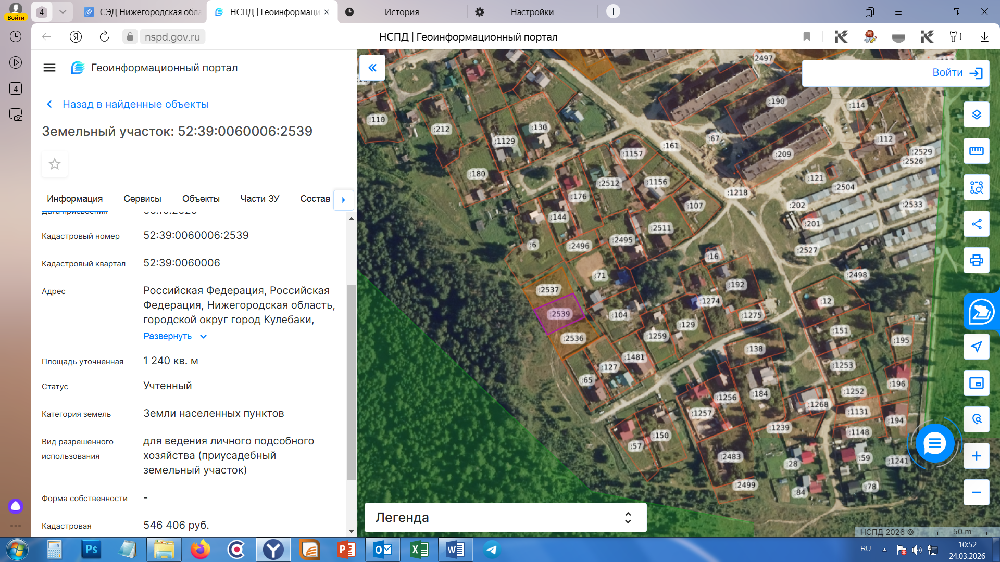 Войти
4
СЭД Нижегородская обла
НСПД | Геоинформаци
История
Настройки
nspd.gov.ru
НСПД | Геоинформационный портал
4
Геоинформационный портал
Назад в найденные объекты
Земельный участок: 52:39:0060006:2539
Информация
Сервисы
Объекты
Части ЗУ
Состав
Кадастровый номер
52:39:0060006:2539
Кадастровый квартал
52:39:0060006
Адрес
Российская Федерация, Российская
Федерация, Нижегородская область,
городской округ город Кулебаки,
Развернуть
Площадь уточненная
1 240 кв. м
Статус
Учтенный
Категория земель
Земли населенных пунктов
Вид разрешенного
использования
для ведения личного подсобного
хозяйства (приусадебный
земельный участок)
Форма собственности
-
Кадастровая
546 406 руб.
Войти
:2497
:190
:114
:110
:212
:130
:1129
:67
:161
:112
:1157
:209
:2529
:2526
:180
:121
:2512
:1156
:2504
:1218
:176
:107
:202
:2533
:144
:201
:2511
:6
:2496
:2495
:2527
:16
:71
:2498
:2537
:192
:1274
:12
:2539
:104
:1275
:129
:151
:2536
:1259
:195
:138
:1481
:127
:1253
:65
:196
:184
:1252
:1256
:1268
:1257
:1131
:194
:1239
:150
:1148
:57
:2483
:59
:28
:1241
:2499
:84
:78
Легенда
НСПД 2026 ©
50 m
Ps
RU
10:52
24.03.2026